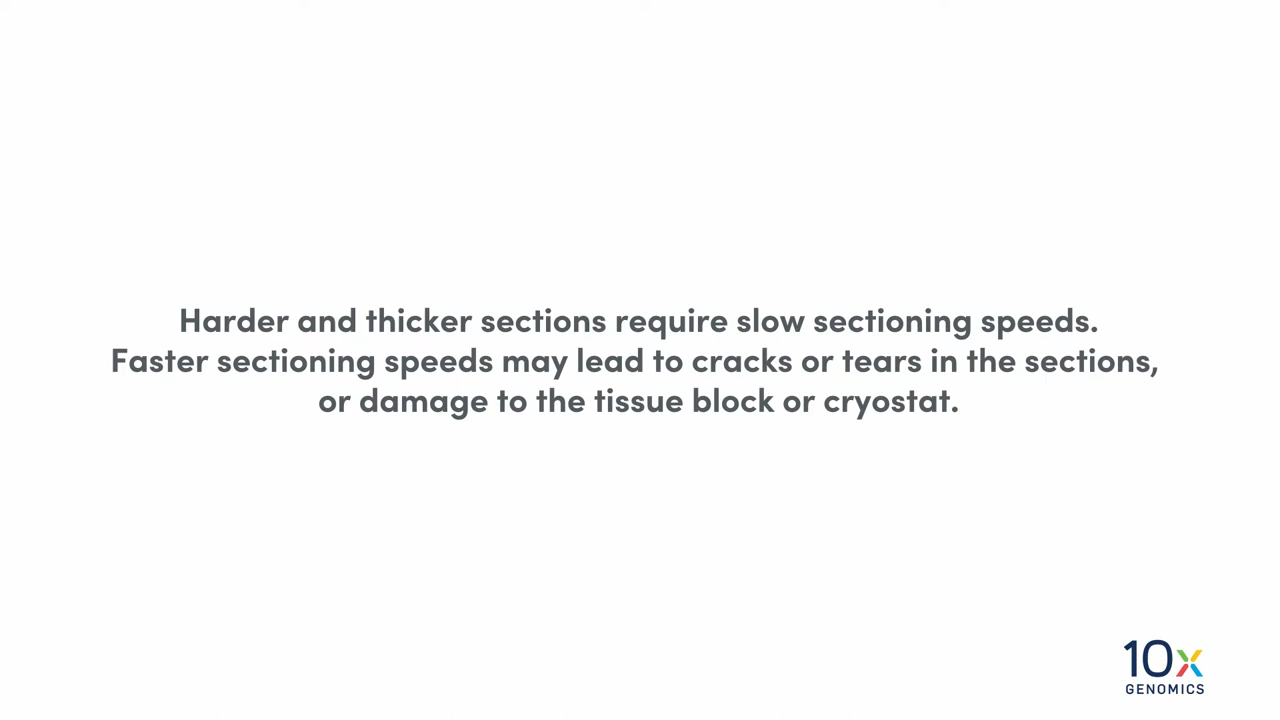 Harder and thicker sections require slow sectioning speeds.
Faster sectioning speeds may lead to cracks or tears in the sections,
or damage to the tissue block or cryostat.
10x
GENOMICS